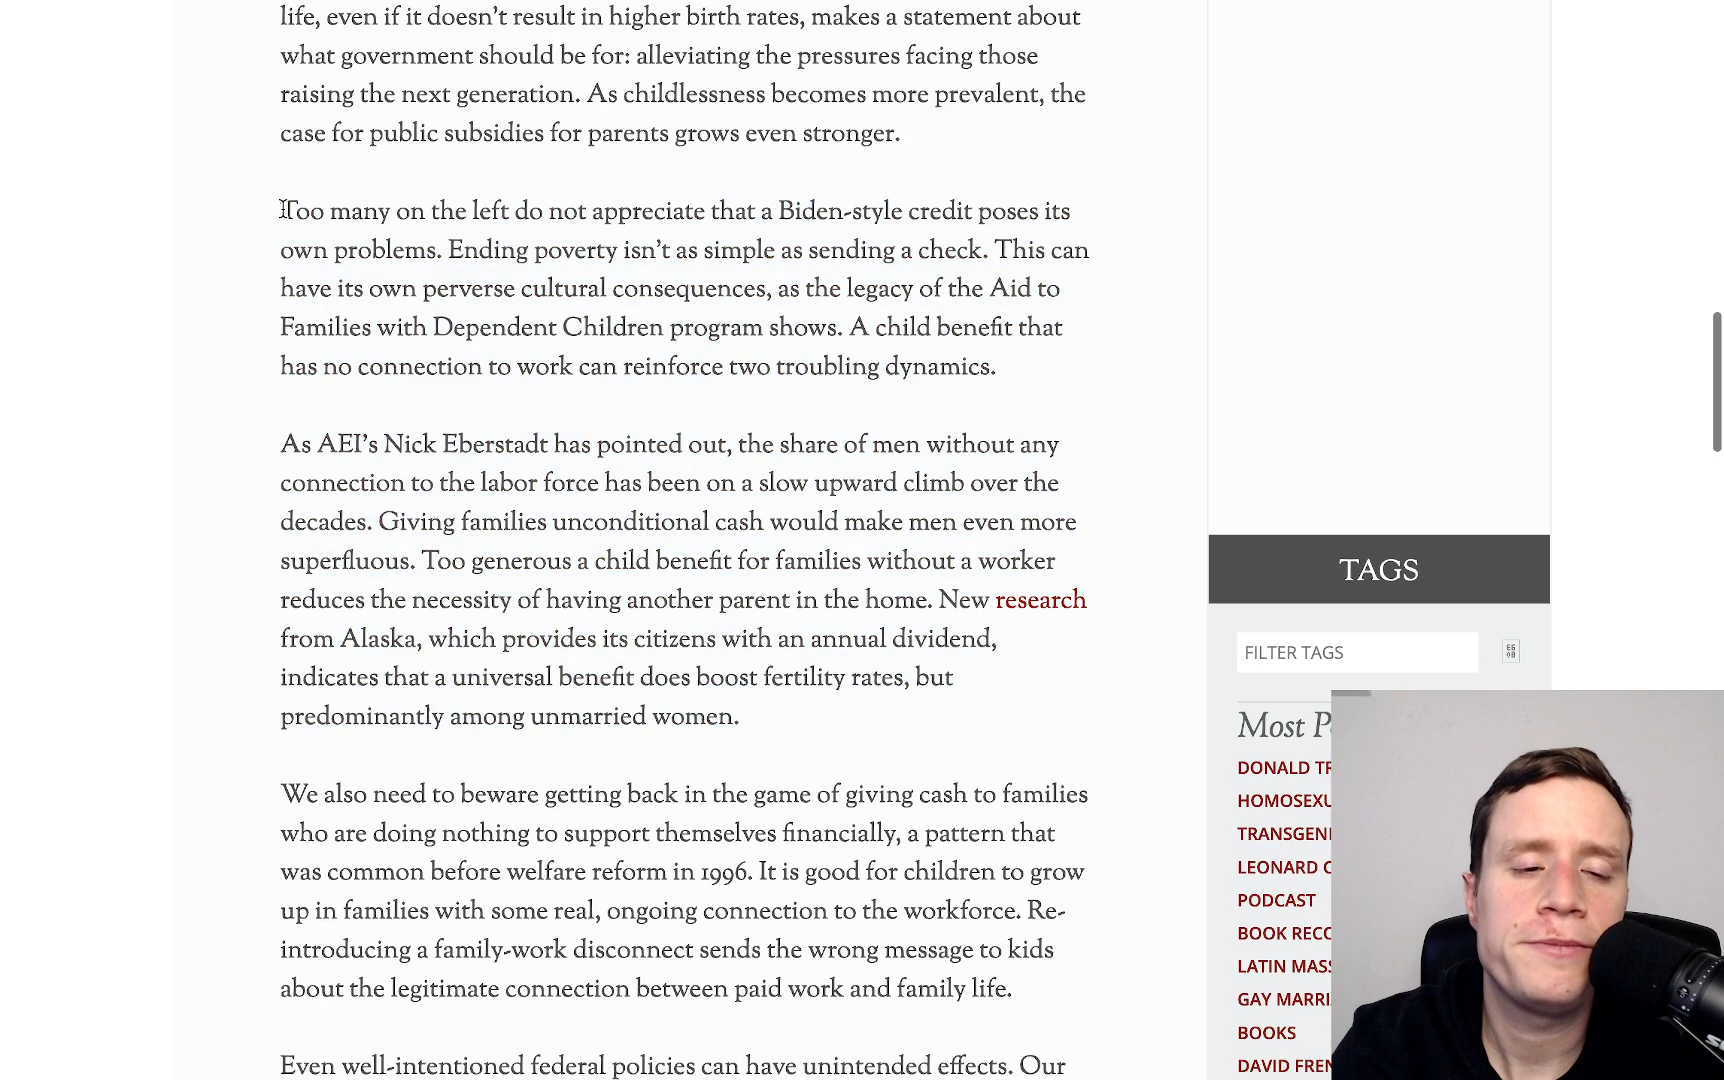 life, even if it doesn't result in higher birth rates, makes a statement about
what government should be for: alleviating the pressures facing those
raising the next generation. As childlessness becomes more prevalent, the
case for public subsidies for parents grows even stronger.
Too many on the left do not appreciate that a Biden-style credit poses its
own problems. Ending poverty isn't as simple as sending a check. This can
have its own perverse cultural consequences, as the legacy of the Aid to
Families with Dependent Children program shows. A child benefit that
has no connection to work can reinforce two troubling dynamics.
As AEI's Nick Eberstadt has pointed out, the share of men without any
connection to the labor force has been on a slow upward climb over the
decades. Giving families unconditional cash would make men even more
superfluous. Too generous a child benefit for families without a worker
reduces the necessity of having another parent in the home. New research
from Alaska, which provides its citizens with an annual dividend,
indicates that a universal benefit does boost fertility rates, but
predominantly among unmarried women.
We also need to beware getting back in the game of giving cash to families
who are doing nothing to support themselves financially, a pattern that
was common before welfare reform in 1996. It is good for children to grow
up in families with some real, ongoing connection to the workforce. Re-
introducing a family-work disconnect sends the wrong message to kids
about the legitimate connection between paid work and family life.
Even well-intentioned federal policies can have unintended effects. Our
TAGS
FILTER TAGS
Most P
DONALD TR
HOMOSEXU
TRANSGEN
LEONARD C
PODCAST
BOOK RECO
LATIN MAS
GAY MARRI
BOOKS
DAVID FREN